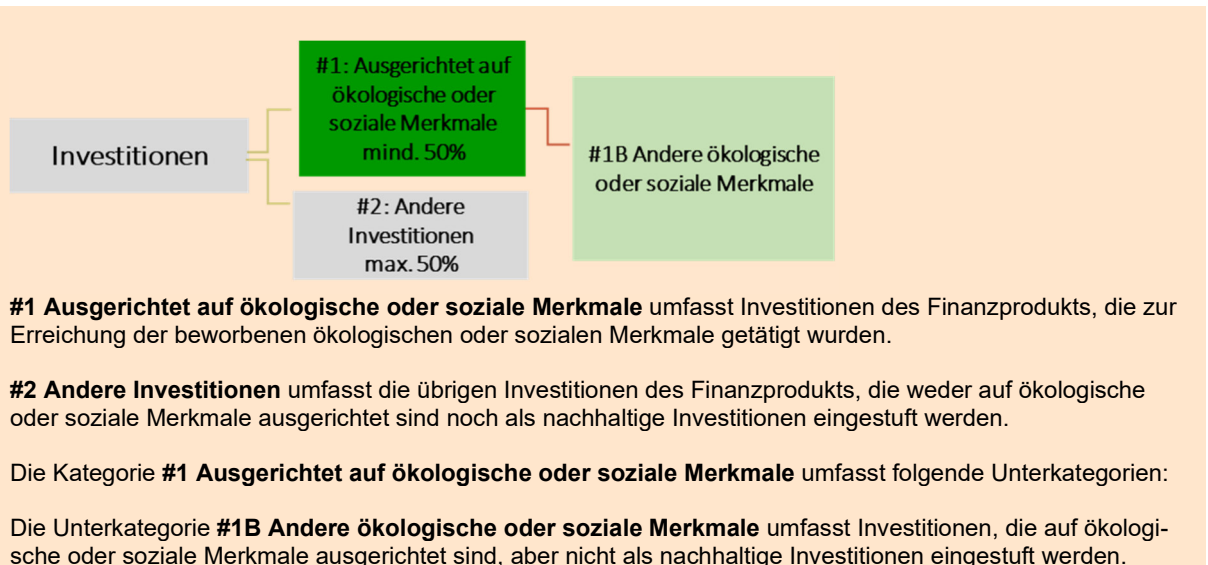 #1: Ausgerichtet auf
ökologische oder
soziale Merkmale
mind. 50%
Investitionen
#1B Andere ökologische
oder soziale Merkmale
#2: Andere
Investitionen
max. 50%
#1 Ausgerichtet auf ökologische oder soziale Merkmale umfasst Investitionen des Finanzprodukts, die zur
Erreichung der beworbenen ökologischen oder sozialen Merkmale getätigt wurden.
#2 Andere Investitionen umfasst die übrigen Investitionen des Finanzprodukts, die weder auf ökologische
oder soziale Merkmale ausgerichtet sind noch als nachhaltige Investitionen eingestuft werden.
Die Kategorie #1 Ausgerichtet auf ökologische oder soziale Merkmale umfasst folgende Unterkategorien:
Die Unterkategorie #1B Andere ökologische oder soziale Merkmale umfasst Investitionen, die auf ökologi-
sche oder soziale Merkmale ausgerichtet sind, aber nicht als nachhaltige Investitionen eingestuft werden.